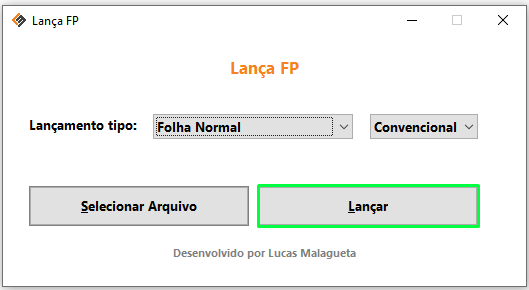 Lança FP
Lança FP
Lançamento tipo: Folha Normal Convencional
Selecionar Arquivo Lançar
Desenvolvido por Lucas Malagueta